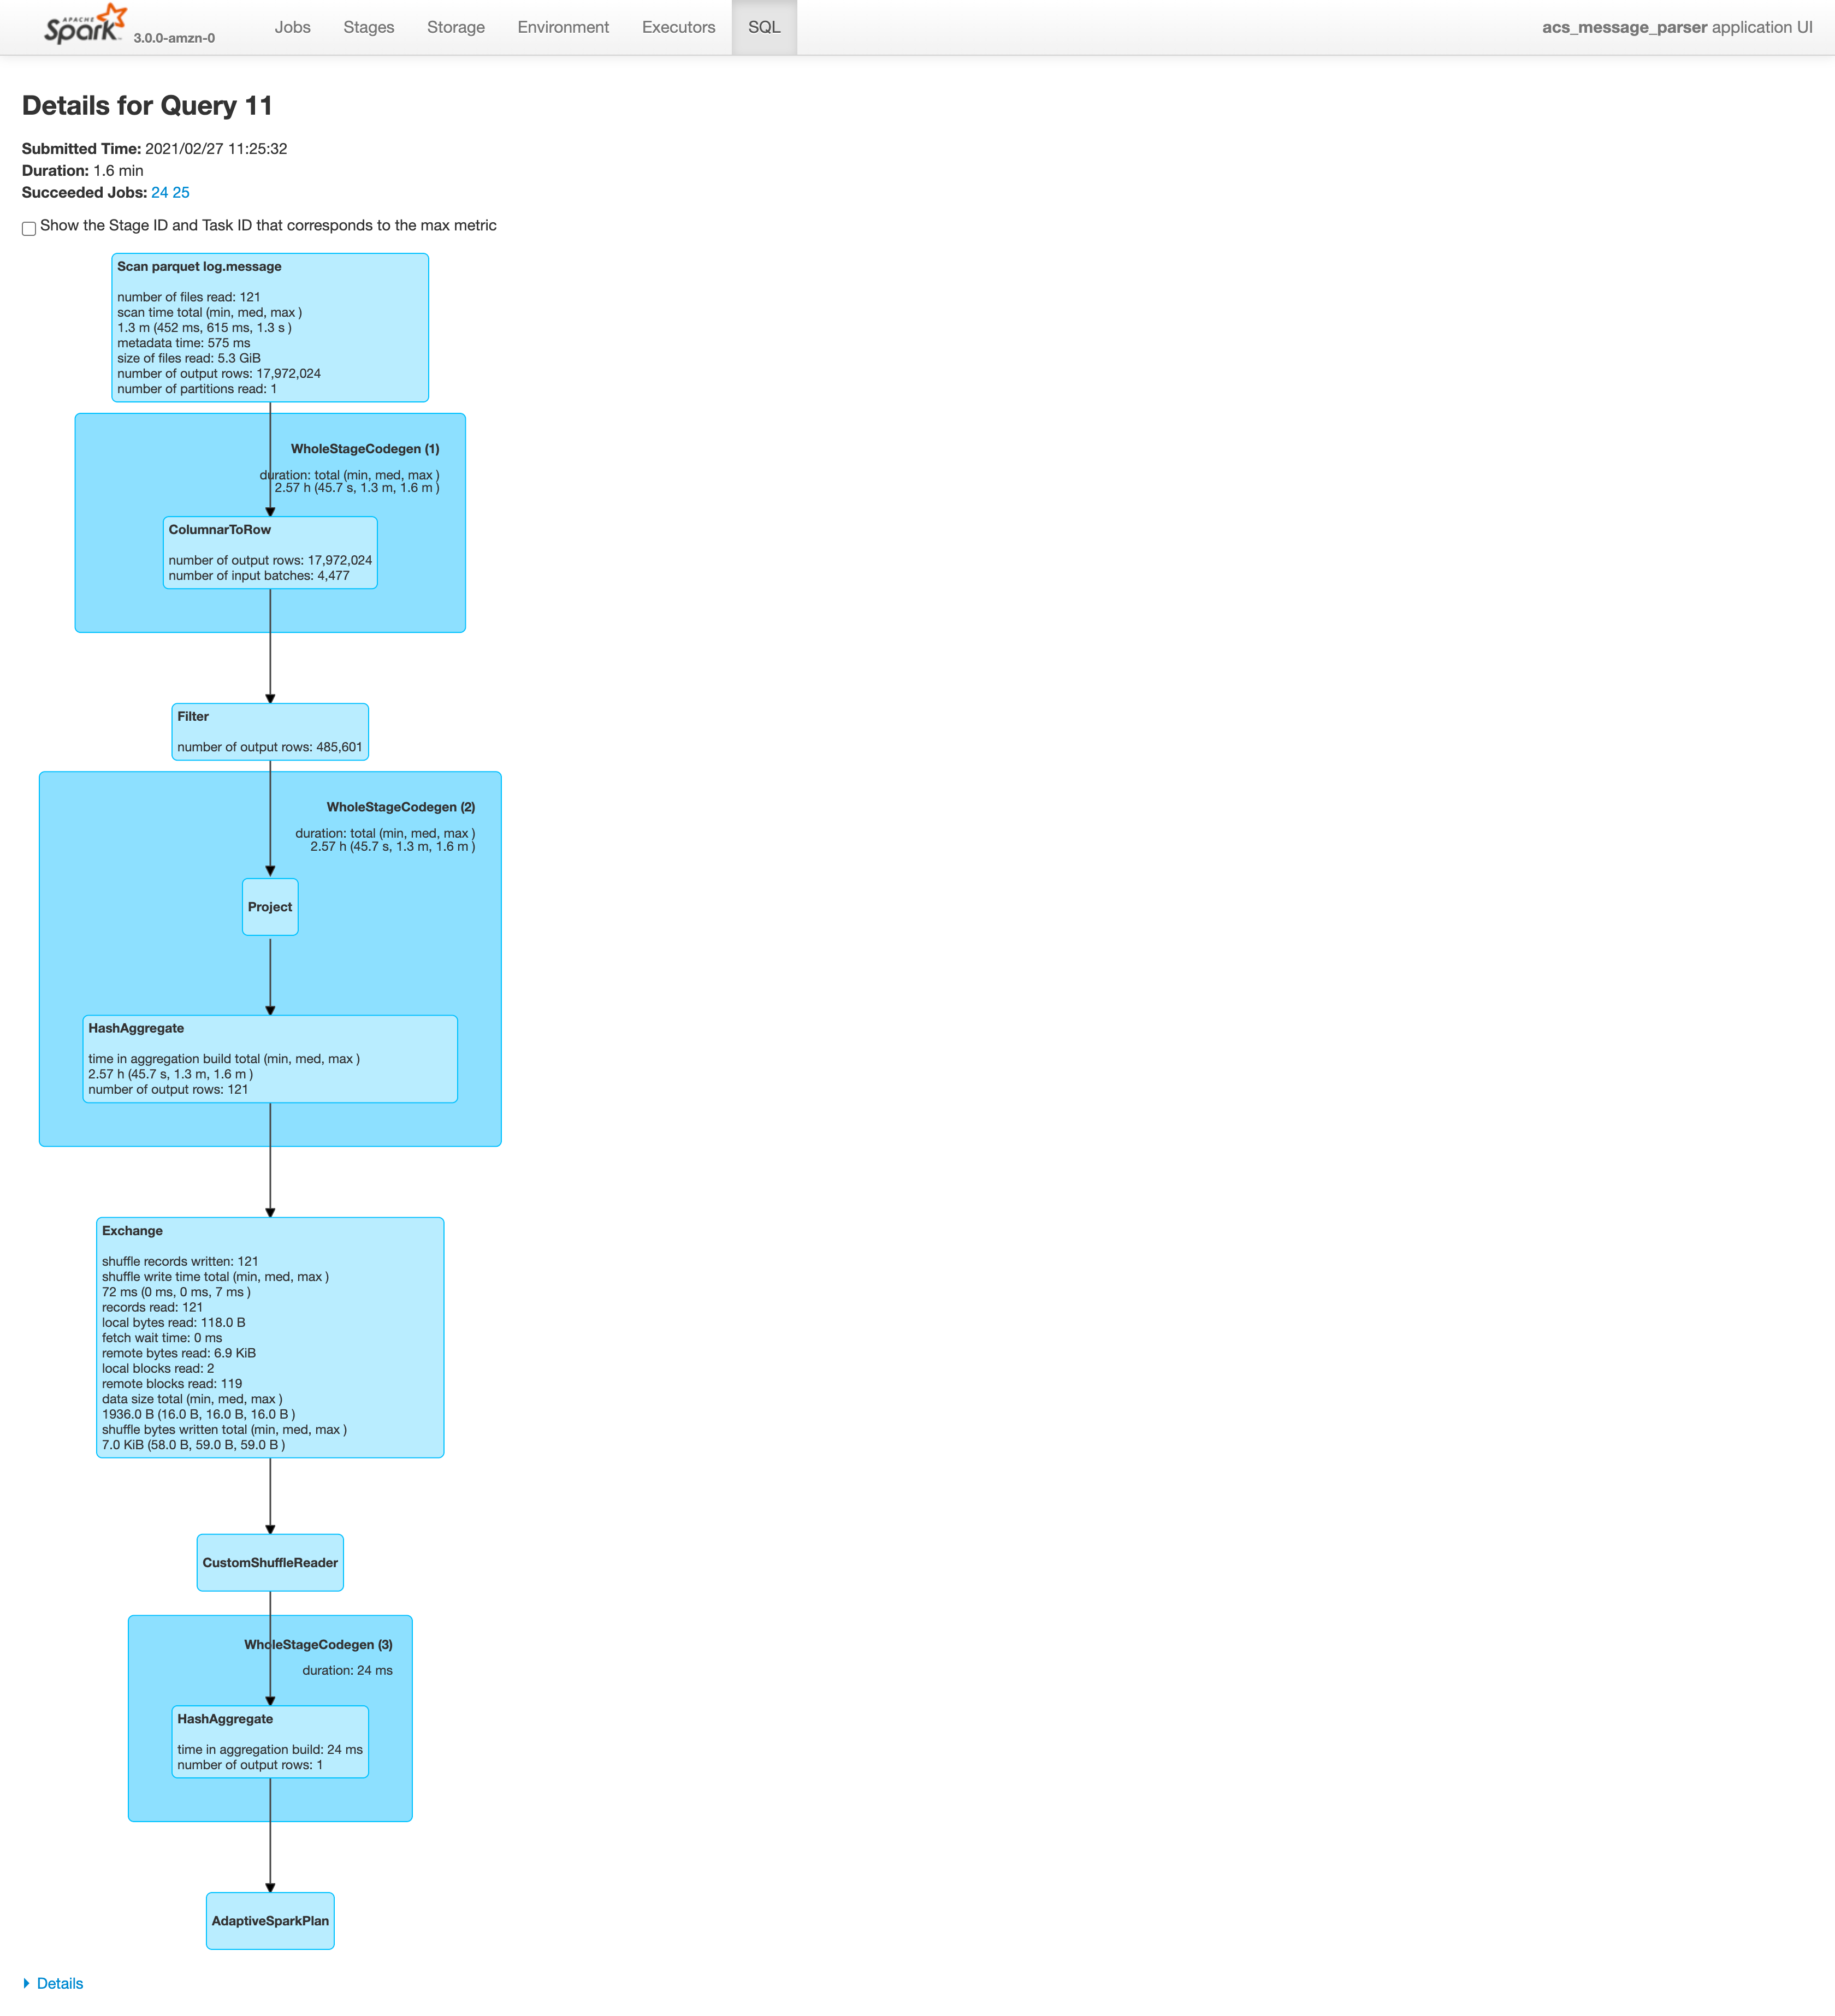 APACHE
Spark 3.0.0-amzn-0 Jobs Stages Storage Environment Executors SQL acs_message_parser application UI
Details for Query 11
Submitted Time: 2021/02/27 11:25:32
Duration: 1.6 min
Succeeded Jobs: 24 25
Show the Stage ID and Task ID that corresponds to the max metric
Scan parquet log.message
number of files read: 121
scan time total (min, med, max )
1.3 m (452 ms, 615 ms, 1.3 s )
metadata time: 575 ms
size of files read: 5.3 GiB
number of output rows: 17,972,024
number of partitions read: 1
WholeStageCodegen (1)
duration: total (min, med, max )
2.57 h (45.7 s, 1.3 m, 1.6 m )
ColumnarToRow
number of output rows: 17,972,024
number of input batches: 4,477
Filter
number of output rows: 485,601
WholeStageCodegen (2)
duration: total (min, med, max )
2.57 h (45.7 s, 1.3 m, 1.6 m )
Project
HashAggregate
time in aggregation build total (min, med, max )
2.57 h (45.7 s, 1.3 m, 1.6 m )
number of output rows: 121
Exchange
shuffle records written: 121
shuffle write time total (min, med, max )
72 ms (0 ms, 0 ms, 7 ms )
records read: 121
local bytes read: 118.0 B
fetch wait time: 0 ms
remote bytes read: 6.9 KiB
local blocks read: 2
remote blocks read: 119
data size total (min, med, max )
1936.0 B (16.0 B, 16.0 B, 16.0 B )
shuffle bytes written total (min, med, max )
7.0 KiB (58.0 B, 59.0 B, 59.0 B )
CustomShuffleReader
WholeStageCodegen (3)
duration: 24 ms
HashAggregate
time in aggregation build: 24 ms
number of output rows: 1
AdaptiveSparkPlan
Details